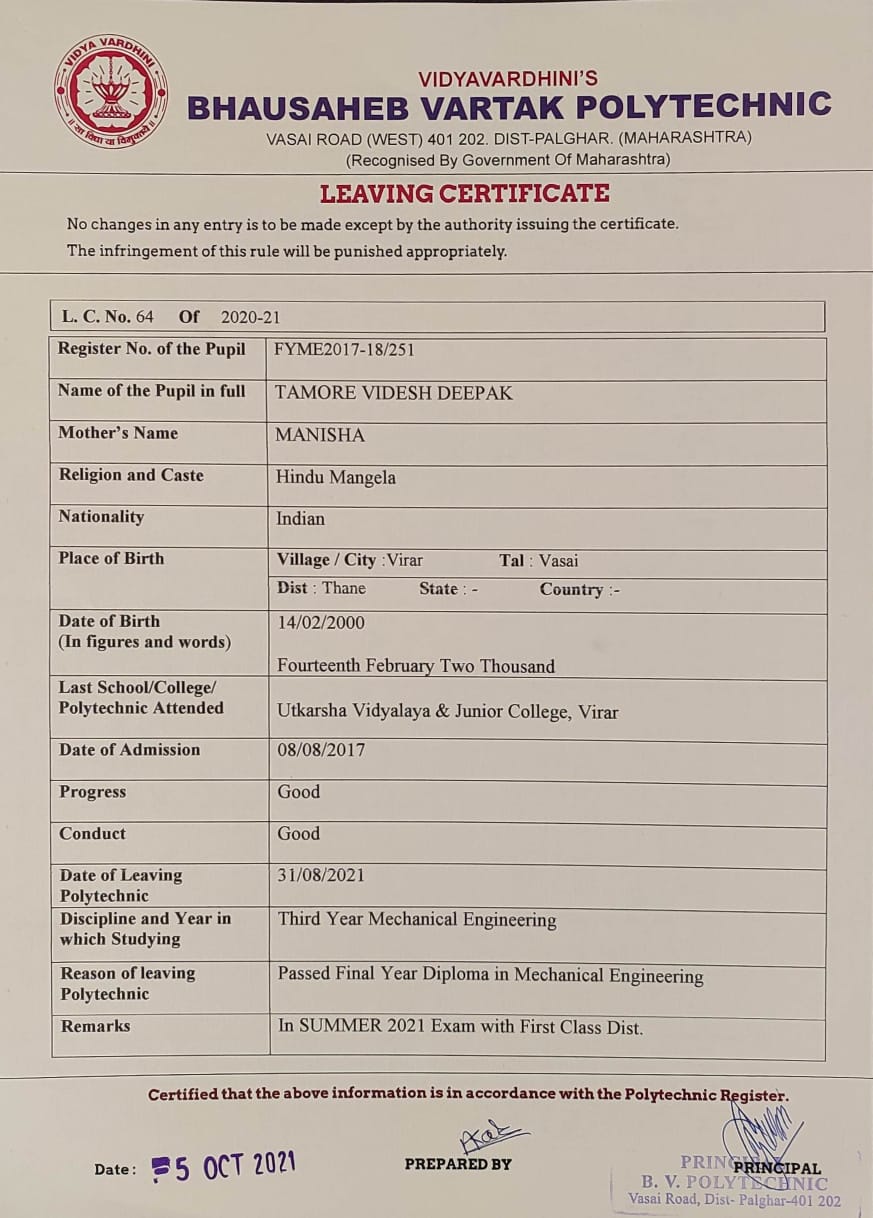 VIDYA VARDHINI
॥ सा विद्या या विमुक्तये ॥
VIDYAVARDHINI'S
BHAUSAHEB VARTAK POLYTECHNIC
VASAI ROAD (WEST) 401 202. DIST-PALGHAR. (MAHARASHTRA)
(Recognised By Government Of Maharashtra)
LEAVING CERTIFICATE
No changes in any entry is to be made except by the authority issuing the certificate.
The infringement of this rule will be punished appropriately.
L. C. No. 64 Of 2020-21
Register No. of the Pupil FYME2017-18/251
Name of the Pupil in full TAMORE VIDESH DEEPAK
Mother's Name MANISHA
Religion and Caste Hindu Mangela
Nationality Indian
Place of Birth Village / City :Virar Tal : Vasai
Dist : Thane State : - Country :-
Date of Birth 14/02/2000
(In figures and words)
Fourteenth February Two Thousand
Last School/College/
Polytechnic Attended Utkarsha Vidyalaya & Junior College, Virar
Date of Admission 08/08/2017
Progress Good
Conduct Good
Date of Leaving 31/08/2021
Polytechnic
Discipline and Year in Third Year Mechanical Engineering
which Studying
Reason of leaving Passed Final Year Diploma in Mechanical Engineering
Polytechnic
Remarks In SUMMER 2021 Exam with First Class Dist.
Certified that the above information is in accordance with the Polytechnic Register.
Date : 5 OCT 2021 PREPARED BY PRINCIPAL
PRINCIPAL
B. V. POLYTECHNIC
Vasai Road, Dist- Palghar-401 202